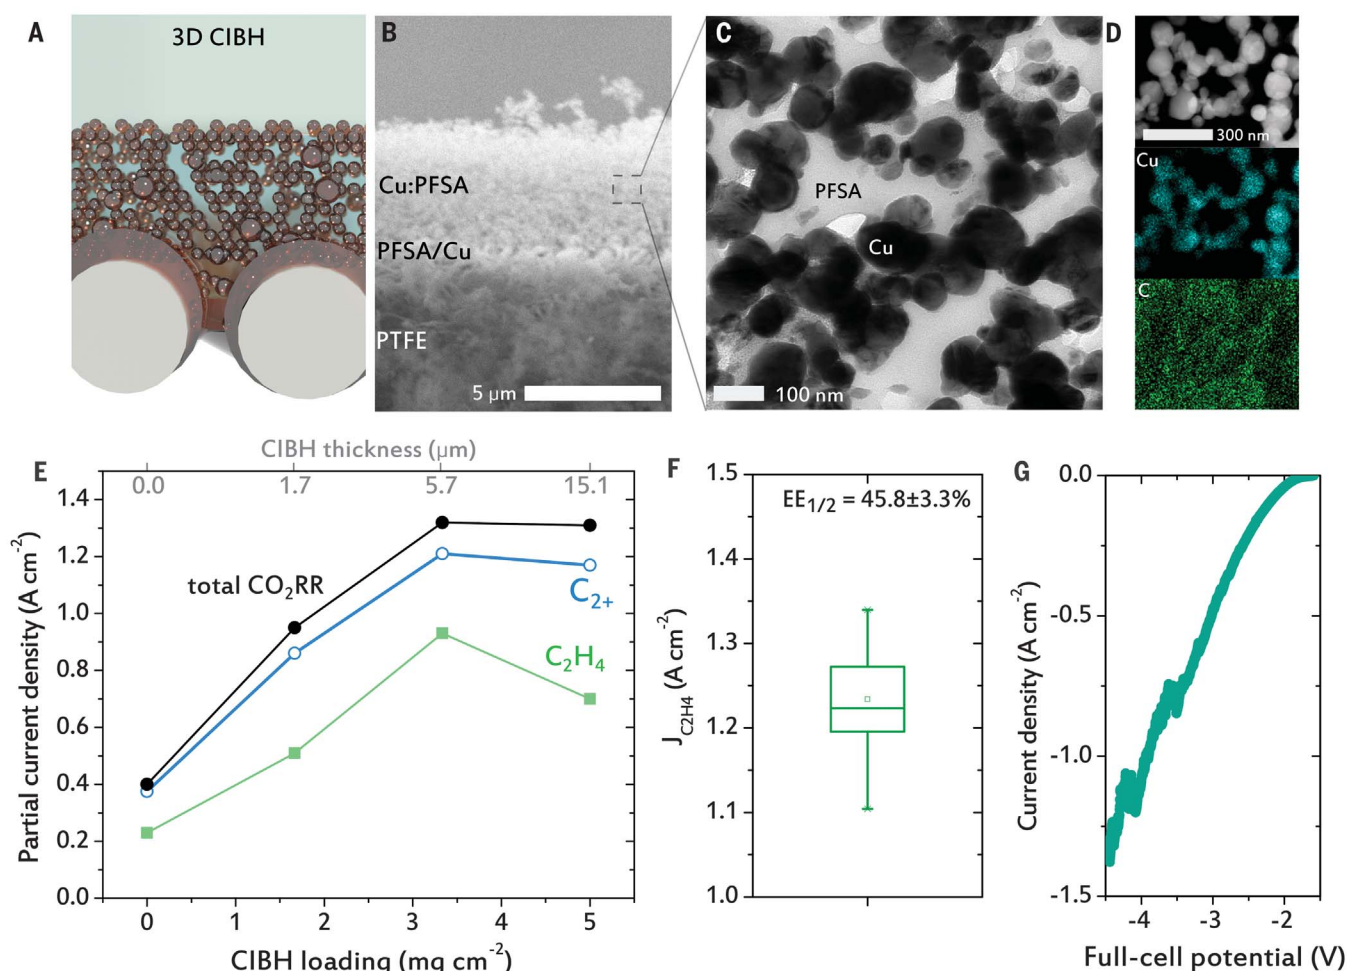 A
3D CIBH
B
Cu:PFSA
PFSA/Cu
PTFE
5 μm
C
PFSA
Cu
100 nm
D
300 nm
Cu
C
E
CIBH thickness (μm)
0.0 1.7 5.7 15.1
1.4
1.2
1.0
0.8
0.6
0.4
0.2
0.0
Partial current density (A cm⁻²)
total CO₂RR
C₂₊
C₂H₄
0 1 2 3 4 5
CIBH loading (mg cm⁻²)
F
EE₁/₂ = 45.8±3.3%
1.5
1.4
1.3
1.2
1.1
1.0
J_C2H4 (A cm⁻²)
G
0.0
-0.5
-1.0
-1.5
Current density (A cm⁻²)
-4 -3 -2
Full-cell potential (V)